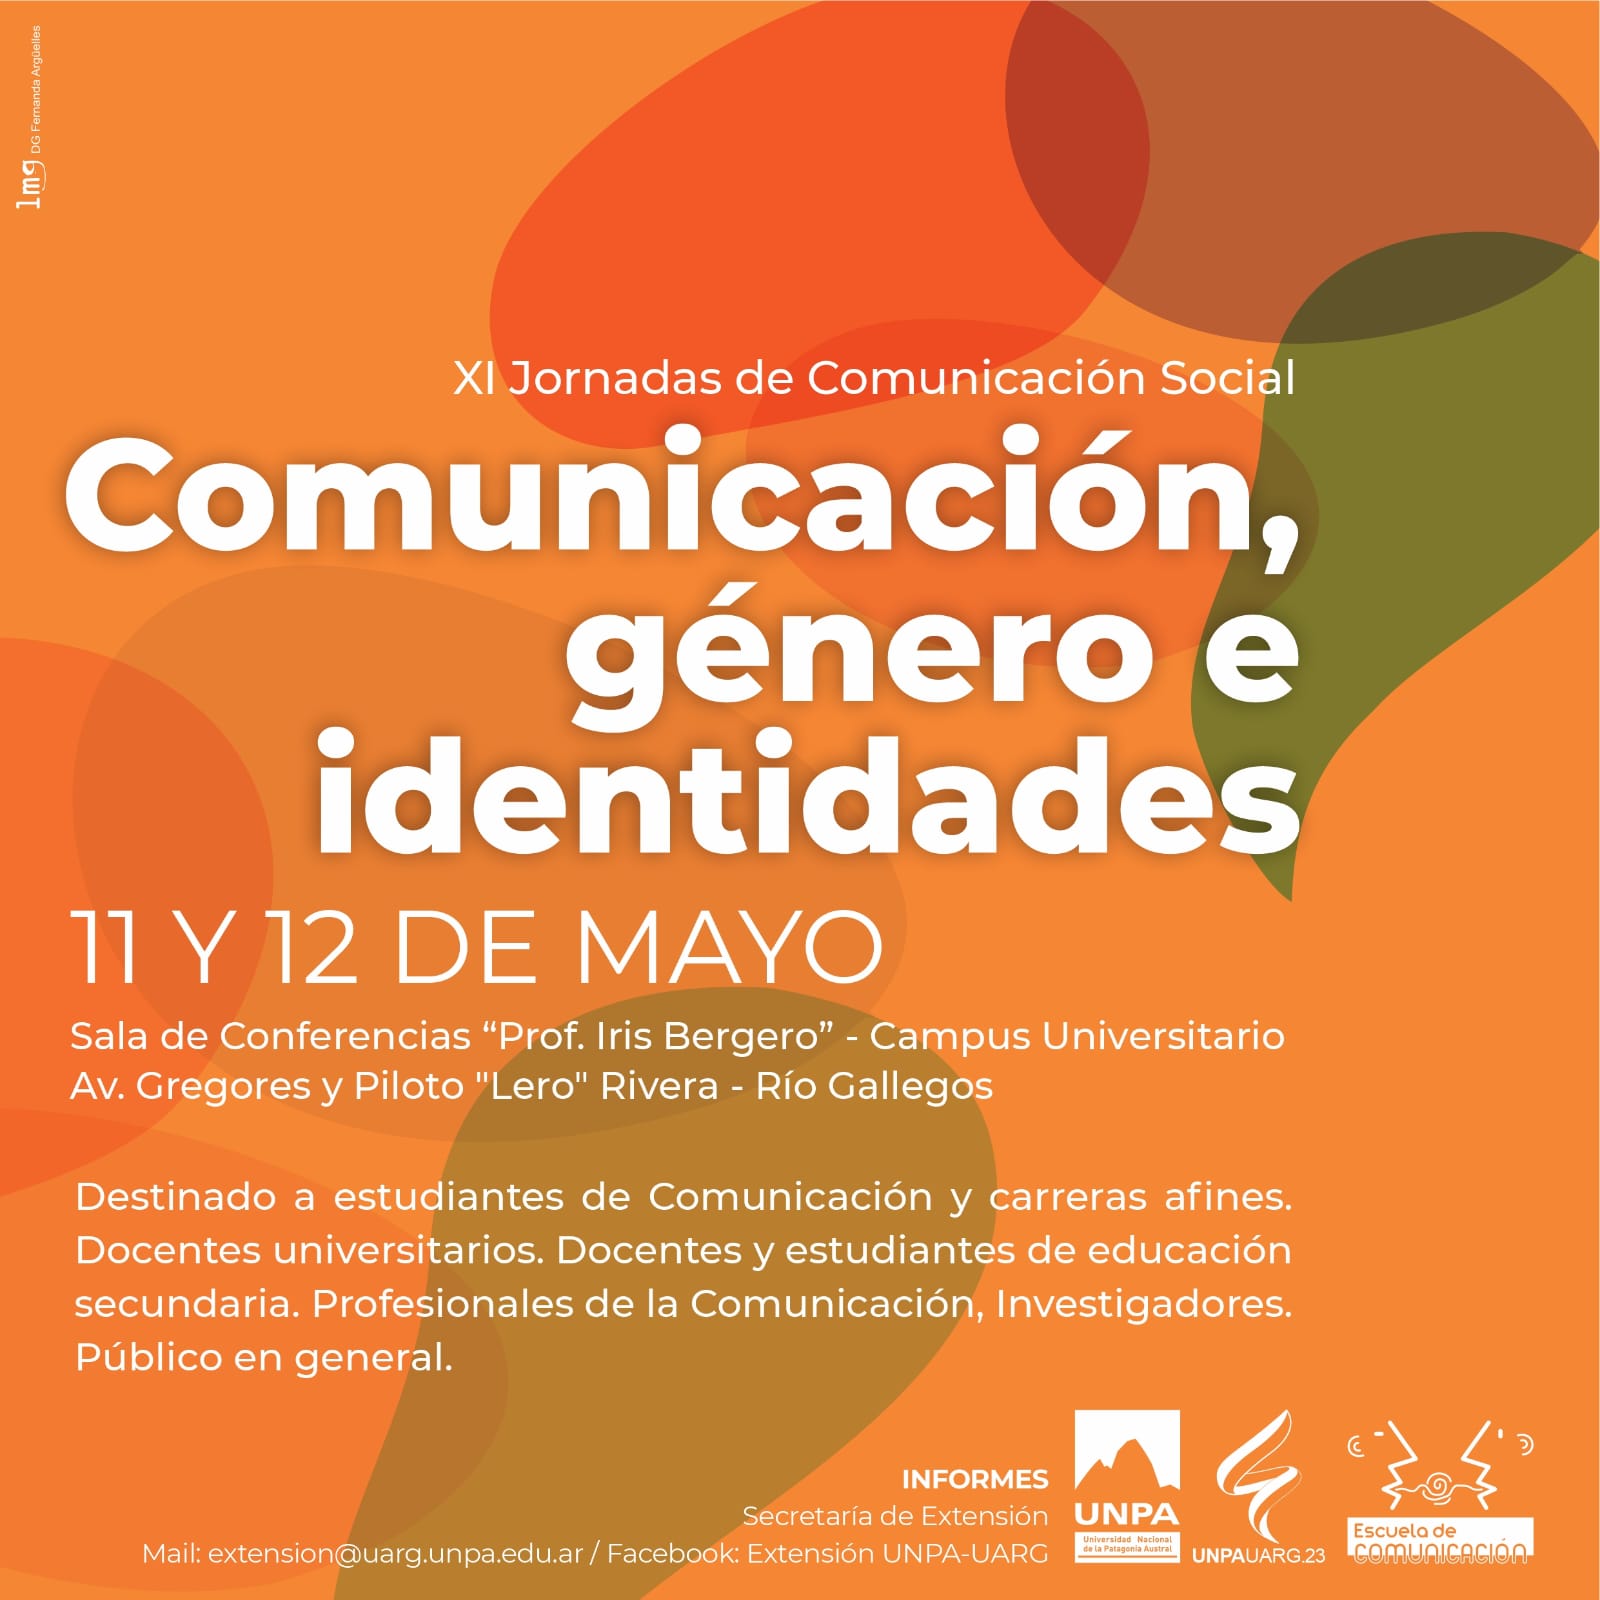 lmg DG Fernanda Argüelles
XI Jornadas de Comunicación Social
Comunicación,
género e
identidades
11 Y 12 DE MAYO
Sala de Conferencias “Prof. Iris Bergero” - Campus Universitario
Av. Gregores y Piloto "Lero" Rivera - Río Gallegos
Destinado a estudiantes de Comunicación y carreras afines.
Docentes universitarios. Docentes y estudiantes de educación
secundaria. Profesionales de la Comunicación, Investigadores.
Público en general.
INFORMES
Secretaría de Extensión
Mail: extension@uarg.unpa.edu.ar / Facebook: Extensión UNPA-UARG
UNPA
Universidad Nacional
de la Patagonia Austral
UNPAUARG.23
Escuela de
COMUNICACIÓN